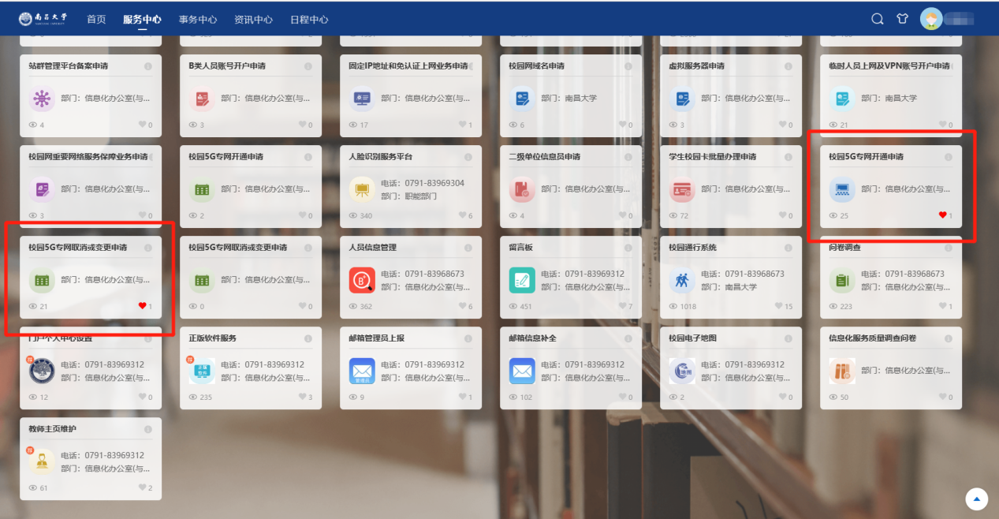 南昌大学
NANCHANG UNIVERSITY
首页
服务中心
事务中心
资讯中心
日程中心
站群管理平台备案申请
部门：信息化办公室(与...
4
0
B类人员账号开户申请
部门：信息化办公室(与...
3
0
固定IP地址和免认证上网业务申请
部门：信息化办公室(与...
17
1
校园网域名申请
部门：南昌大学
6
0
虚拟服务器申请
部门：信息化办公室(与...
3
0
临时人员上网及VPN账号开户申请
部门：南昌大学
21
0
校园网重要网络服务保障业务申请
部门：信息化办公室(与...
3
0
校园5G专网开通申请
部门：信息化办公室(与...
2
0
人脸识别服务平台
电话：0791-83969304
部门：职能部门
340
6
二级单位信息员申请
部门：信息化办公室(与...
4
0
学生校园卡批量办理申请
部门：信息化办公室(与...
72
0
校园5G专网开通申请
部门：信息化办公室(与...
25
1
校园5G专网取消或变更申请
部门：信息化办公室(与...
21
1
校园5G专网取消或变更申请
部门：信息化办公室(与...
0
0
人员信息管理
电话：0791-83968673
部门：信息化办公室(与...
362
6
留言板
电话：0791-83969312
部门：信息化办公室(与...
451
7
校园通行系统
电话：0791-83968673
部门：南昌大学
1018
15
问卷调查
电话：0791-83968673
部门：信息化办公室(与...
223
1
门户个人中心设置
电话：0791-83969312
部门：信息化办公室(与...
12
0
正版软件服务
正版
软件
电话：0791-83969312
部门：信息化办公室(与...
235
3
邮箱管理员上报
管理员
电话：0791-83969312
部门：信息化办公室(与...
9
1
邮箱信息补全
电话：0791-83969312
部门：信息化办公室(与...
102
0
校园电子地图
地图
电话：0791-83969312
部门：信息化办公室(与...
2
0
信息化服务质量调查问卷
部门：信息化办公室(与...
50
0
教师主页维护
电话：0791-83969312
部门：信息化办公室(与...
61
2